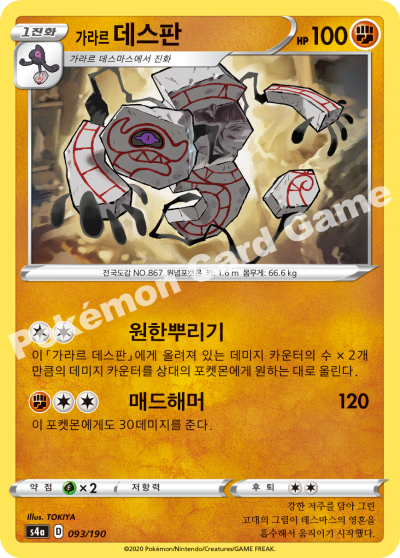 1진화
가라르 데스판
HP 100
가라르 데스마스에서 진화
전국도감 NO.867 원념포켓몬 키: 1.6 m 몸무게: 66.6 kg
Pokémon Card Game
원한뿌리기
이 「가라르 데스판」에게 올려져 있는 데미지 카운터의 수 × 2개
만큼의 데미지 카운터를 상대의 포켓몬에게 원하는 대로 올린다.
매드해머 120
이 포켓몬에게도 30데미지를 준다.
약점 ×2 저항력 후퇴
Illus. TOKIYA
s4a D 093/190
강한 저주를 담아 그린
고대의 그림이 데스마스의 영혼을
흡수해서 움직이기 시작했다.
©2020 Pokémon/Nintendo/Creatures/GAME FREAK.